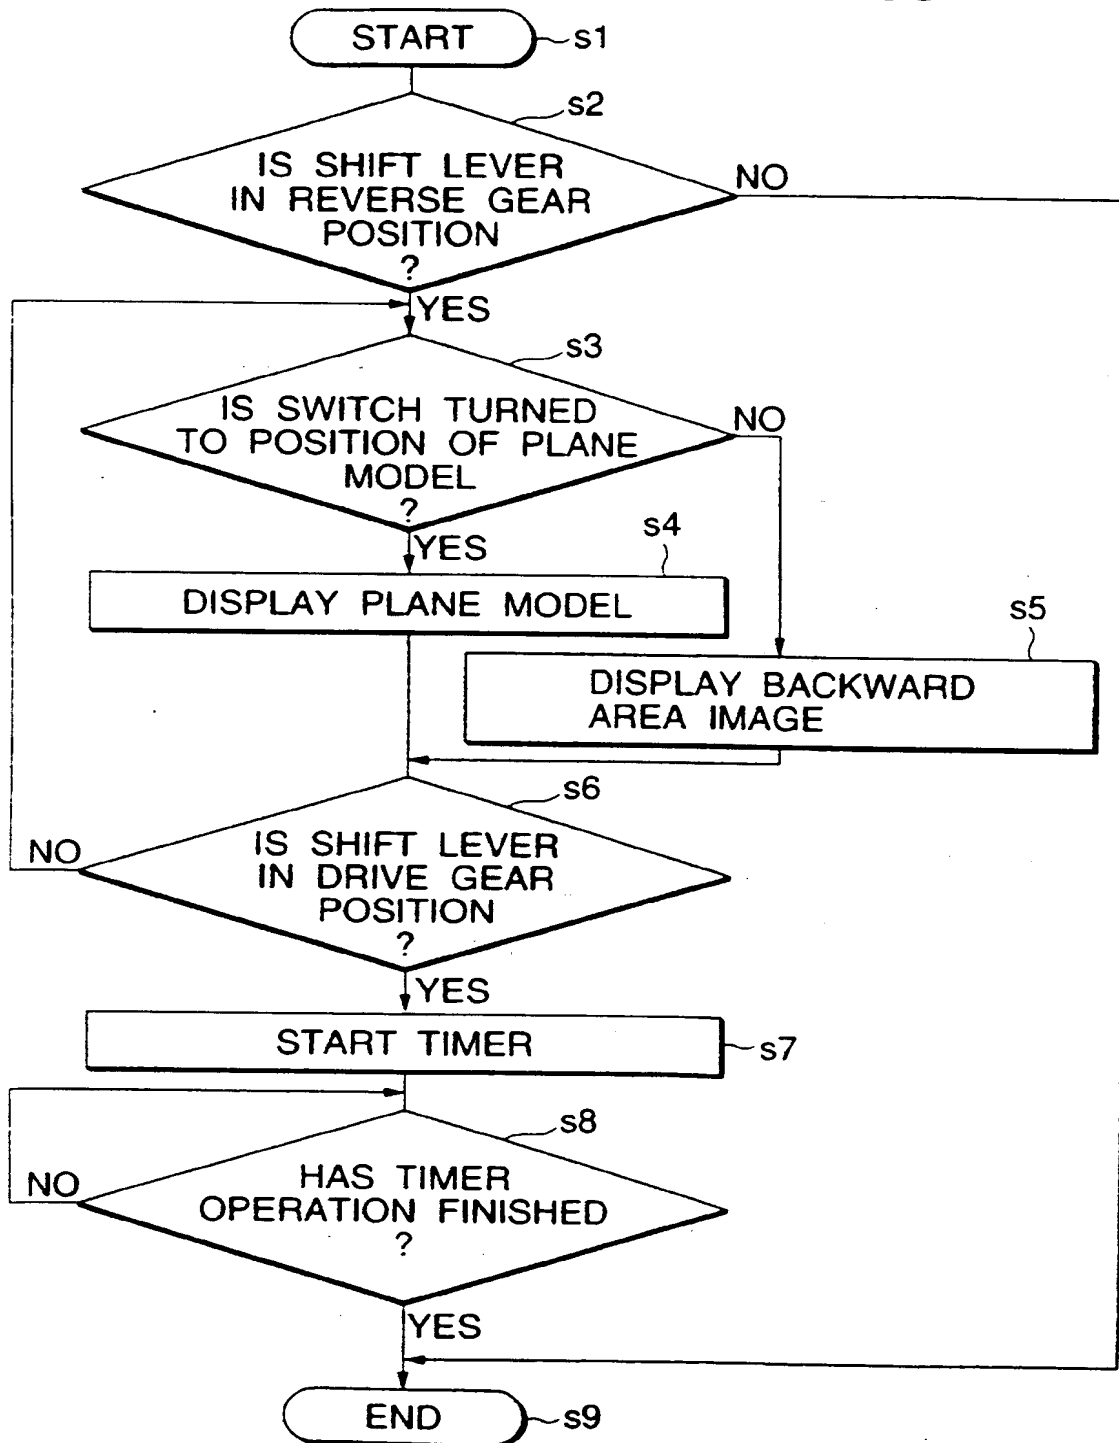 START
s1
s2
IS SHIFT LEVER
IN REVERSE GEAR
POSITION
?
NO
YES
s3
IS SWITCH TURNED
TO POSITION OF PLANE
MODEL
?
NO
YES
s4
DISPLAY PLANE MODEL
s5
DISPLAY BACKWARD
AREA IMAGE
s6
IS SHIFT LEVER
IN DRIVE GEAR
POSITION
?
NO
YES
START TIMER
s7
s8
HAS TIMER
OPERATION FINISHED
?
NO
YES
END
s9